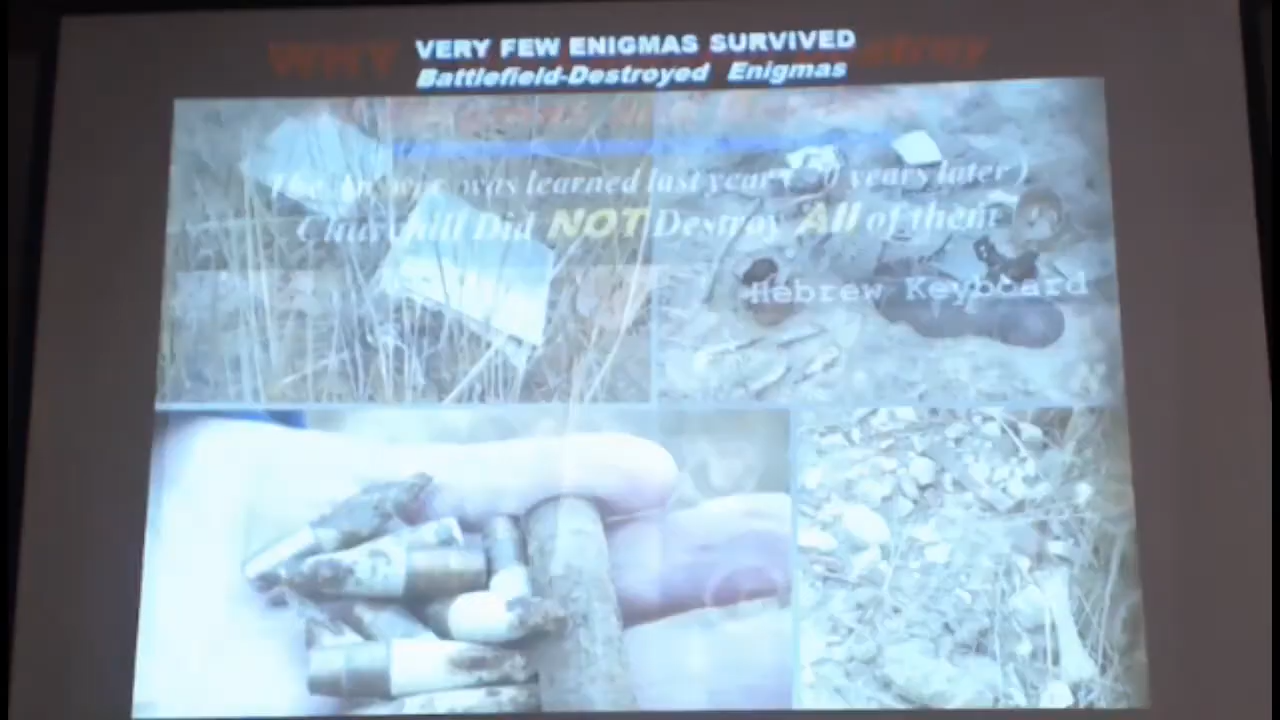 WHY VERY FEW ENIGMAS SURVIVED
Battlefield-Destroyed Enigmas
The Answer was learned last year ( 50 years later)
Churchill Did NOT Destroy All of them
Hebrew Keyboard